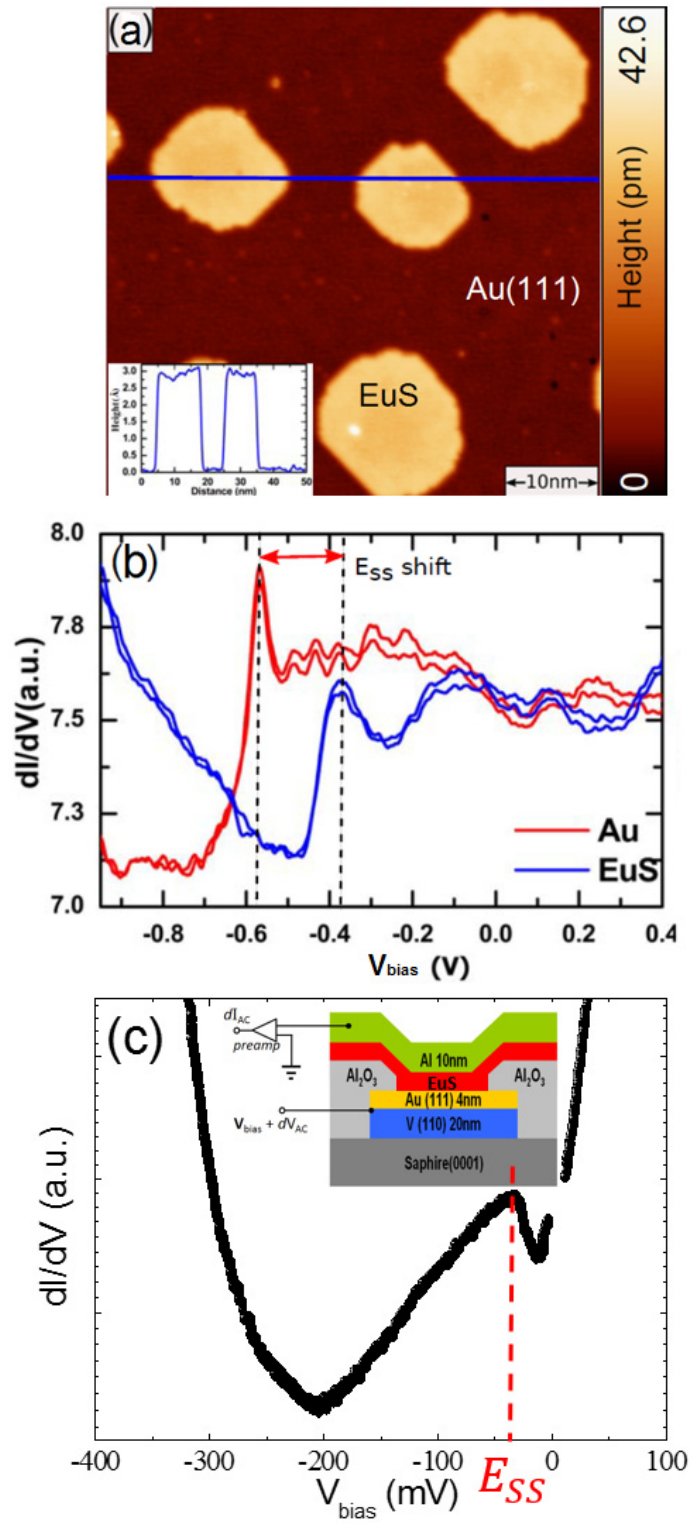 (a)
42.6
Height (pm)
0
Au(111)
EuS
10nm
Height(Å)
3.0
2.5
2.0
1.5
1.0
0.5
0.0
0 10 20 30 40 50
Distance (nm)
(b)
E_SS shift
8.0
7.8
7.5
7.3
7.0
dI/dV(a.u.)
Au
EuS
-0.8 -0.6 -0.4 -0.2 0.0 0.2 0.4
V_bias (V)
(c)
dI_AC
preamp
V_bias + dV_AC
Al 10nm
Al₂O₃ EuS Al₂O₃
Au (111) 4nm
V (110) 20nm
Saphire(0001)
dI/dV (a.u.)
-400 -300 -200 -100 0 100
V_bias (mV)
E_SS